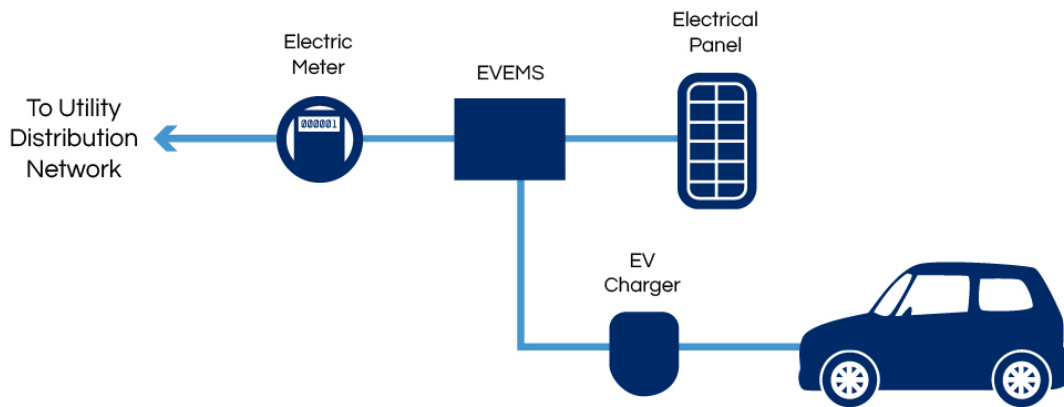 Electrical
Panel
Electric
Meter
EVEMS
To Utility
Distribution
Network
000001
EV
Charger